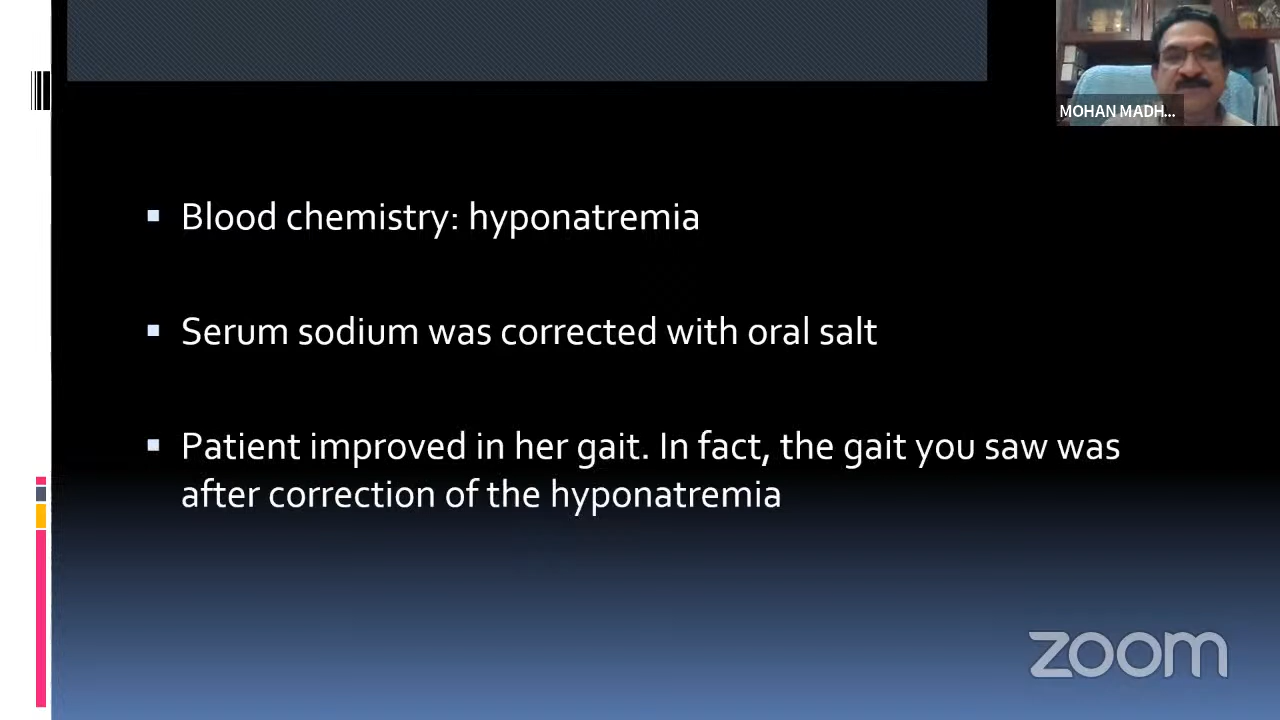 MOHAN MADH...
Blood chemistry: hyponatremia
Serum sodium was corrected with oral salt
Patient improved in her gait. In fact, the gait you saw was
after correction of the hyponatremia
zoom